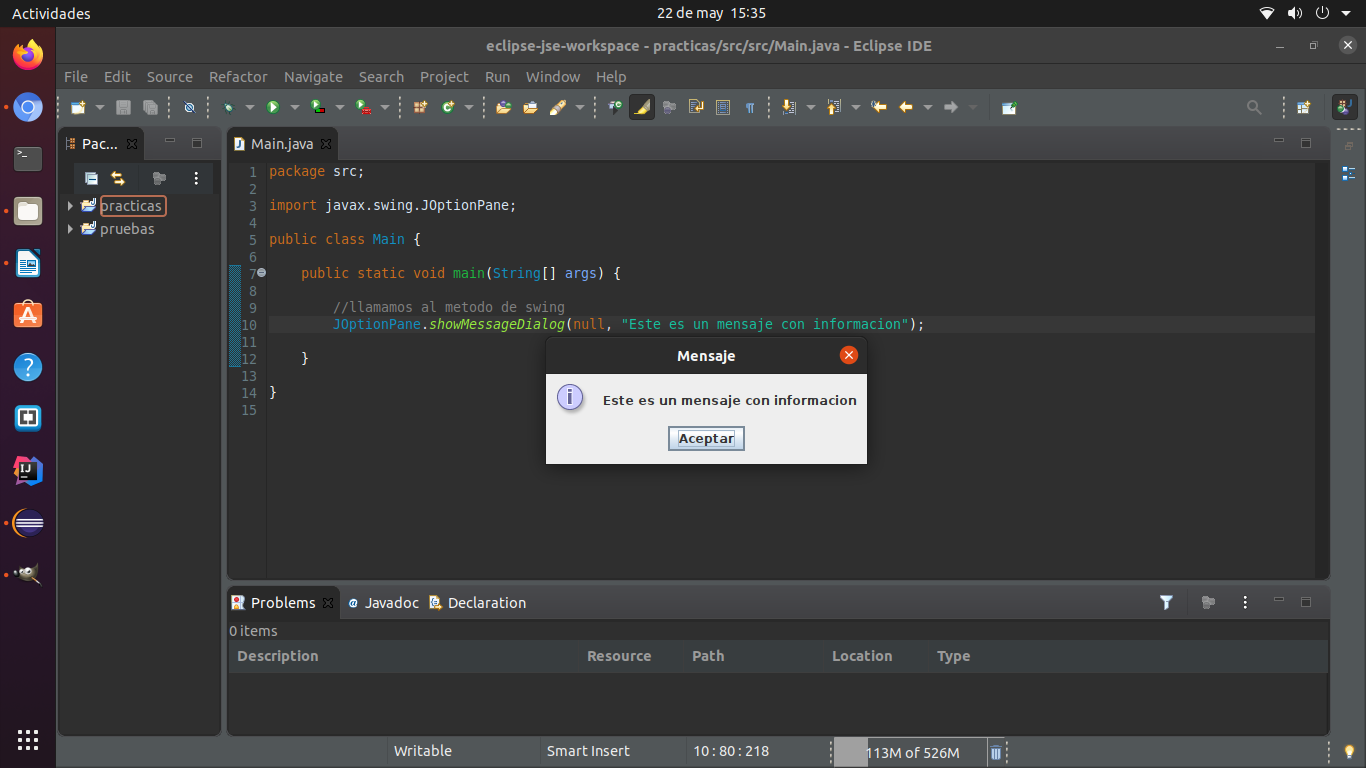 Actividades
22 de may 15:35
eclipse-jse-workspace - practicas/src/src/Main.java - Eclipse IDE
File Edit Source Refactor Navigate Search Project Run Window Help
Pac...
practicas
pruebas
Main.java
1 package src;
2
3 import javax.swing.JOptionPane;
4
5 public class Main {
6
7 public static void main(String[] args) {
8
9 //llamamos al metodo de swing
10 JOptionPane.showMessageDialog(null, "Este es un mensaje con informacion");
11
12 }
13
14 }
15
Mensaje
Este es un mensaje con informacion
Aceptar
Problems Javadoc Declaration
0 items
Description Resource Path Location Type
Writable Smart Insert 10 : 80 : 218 113M of 526M